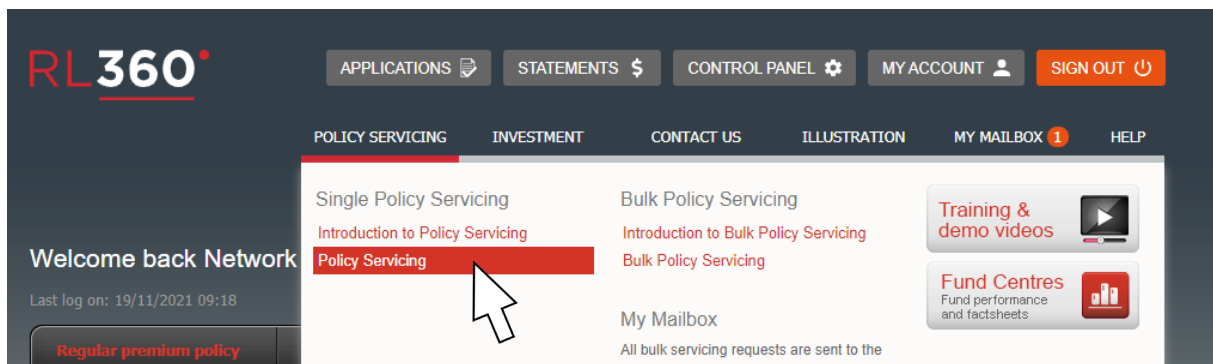 RL360°
APPLICATIONS
STATEMENTS $
CONTROL PANEL
MY ACCOUNT
SIGN OUT
POLICY SERVICING
INVESTMENT
CONTACT US
ILLUSTRATION
MY MAILBOX 1
HELP
Single Policy Servicing
Introduction to Policy Servicing
Policy Servicing
Bulk Policy Servicing
Introduction to Bulk Policy Servicing
Bulk Policy Servicing
My Mailbox
All bulk servicing requests are sent to the
Training &
demo videos
Fund Centres
Fund performance
and factsheets
Welcome back Network
Last log on: 19/11/2021 09:18
Regular premium policy